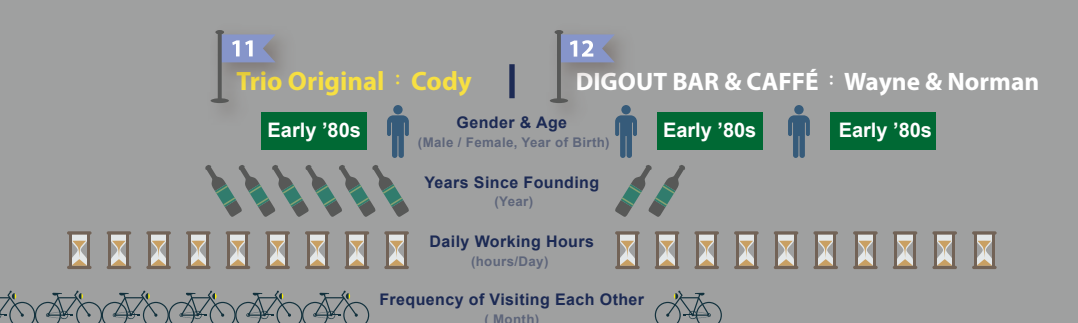 11
12
Trio Original : Cody
DIGOUT BAR & CAFFÉ : Wayne & Norman
Early ’80s
Gender & Age
(Male / Female, Year of Birth)
Early ’80s
Early ’80s
Years Since Founding
(Year)
Daily Working Hours
(hours/Day)
Frequency of Visiting Each Other
( Month)